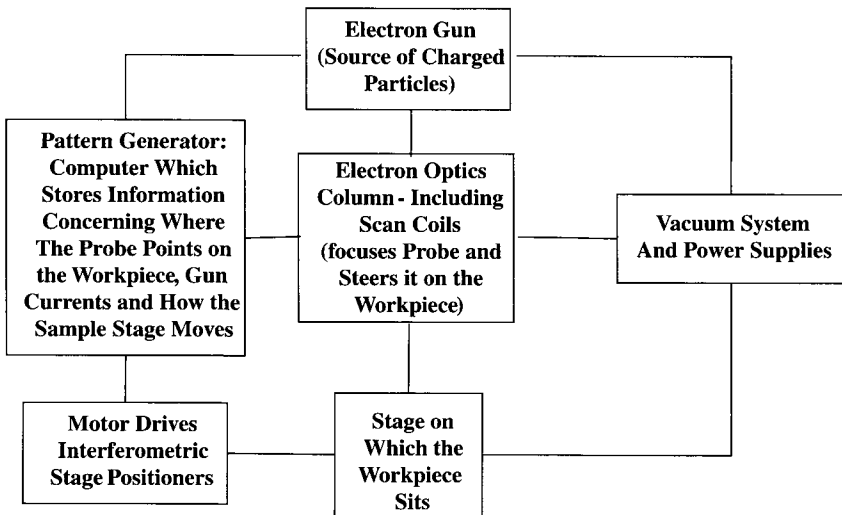 Electron Gun
(Source of Charged
Particles)
Pattern Generator:
Computer Which
Stores Information
Concerning Where
The Probe Points on
the Workpiece, Gun
Currents and How the
Sample Stage Moves
Electron Optics
Column - Including
Scan Coils
(focuses Probe and
Steers it on the
Workpiece)
Vacuum System
And Power Supplies
Motor Drives
Interferometric
Stage Positioners
Stage on
Which the
Workpiece
Sits